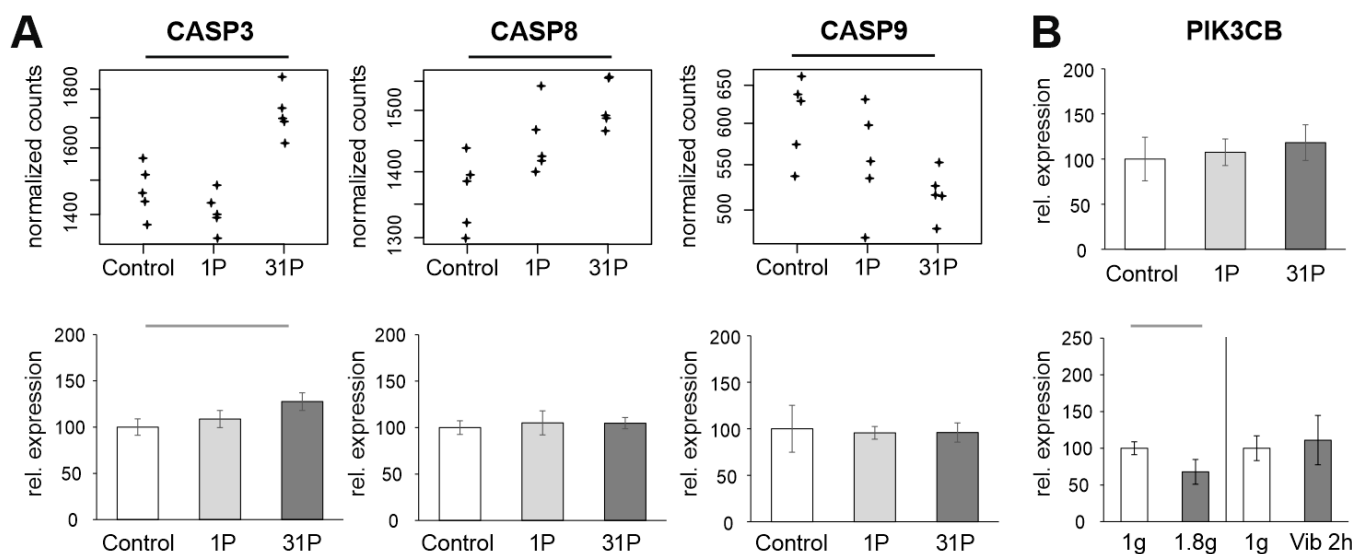 A
CASP3
CASP8
CASP9
B
PIK3CB
normalized counts
1800
1600
1400
Control 1P 31P
normalized counts
1500
1400
1300
Control 1P 31P
normalized counts
650
600
550
500
Control 1P 31P
rel. expression
200
150
100
50
0
Control 1P 31P
rel. expression
200
150
100
50
0
Control 1P 31P
rel. expression
200
150
100
50
0
Control 1P 31P
rel. expression
200
150
100
50
0
Control 1P 31P
rel. expression
250
200
150
100
50
0
1g 1.8g 1g Vib 2h